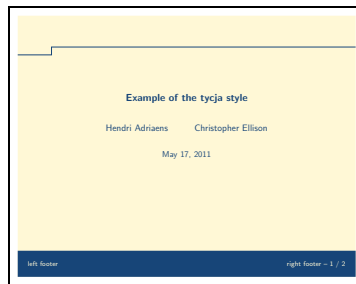 Example of the tycja style
Hendri Adriaens Christopher Ellison
May 17, 2011
left footer right footer – 1 / 2